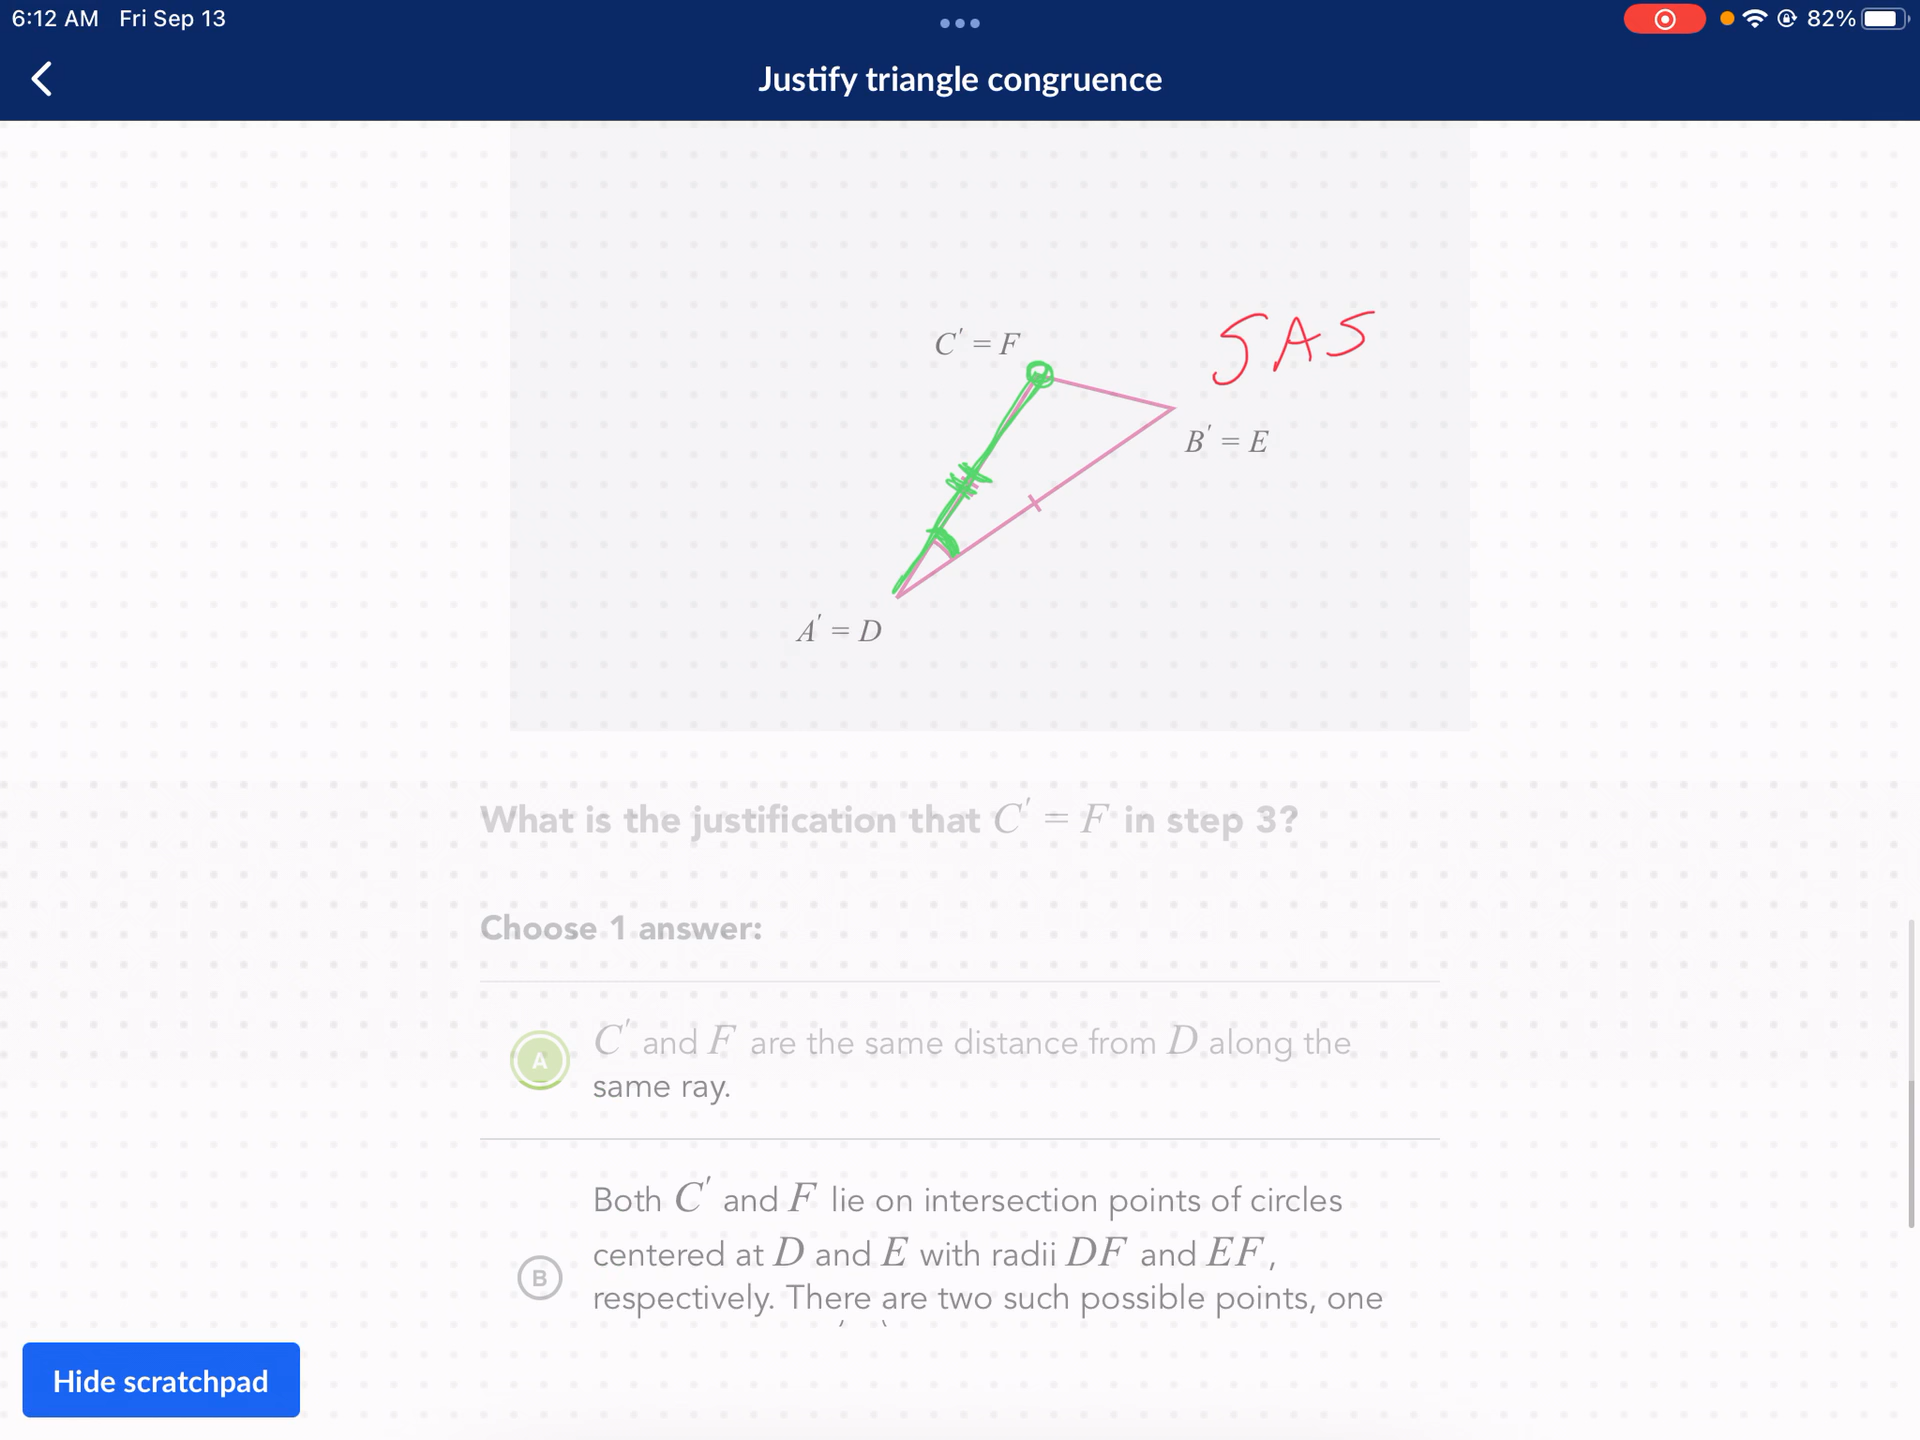 6:12 AM Fri Sep 13
82%
Justify triangle congruence
C′ = F
SAS
B′ = E
A′ = D
What is the justification that C′ = F in step 3?
Choose 1 answer:
A
C′ and F are the same distance from D along the
same ray.
Both C′ and F lie on intersection points of circles
centered at D and E with radii DF and EF,
B
respectively. There are two such possible points, one
Hide scratchpad